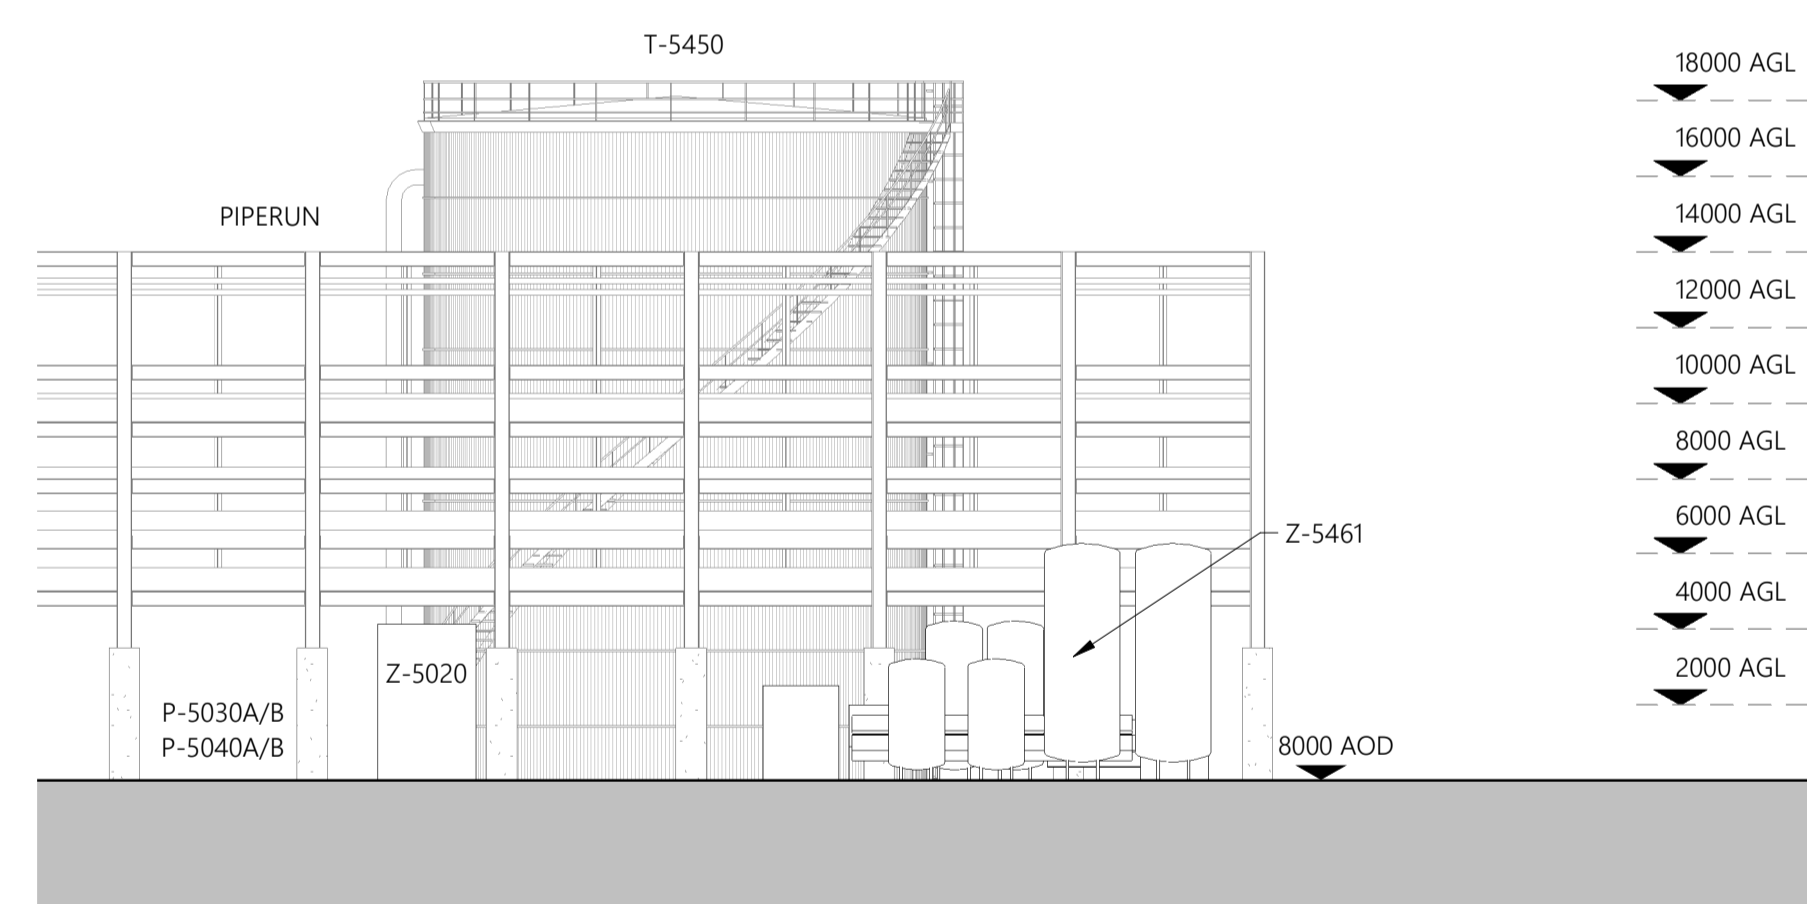 T-5450
18000 AGL
16000 AGL
PIPERUN
14000 AGL
12000 AGL
10000 AGL
8000 AGL
6000 AGL
Z-5461
4000 AGL
Z-5020
2000 AGL
P-5030A/B
P-5040A/B
8000 AOD